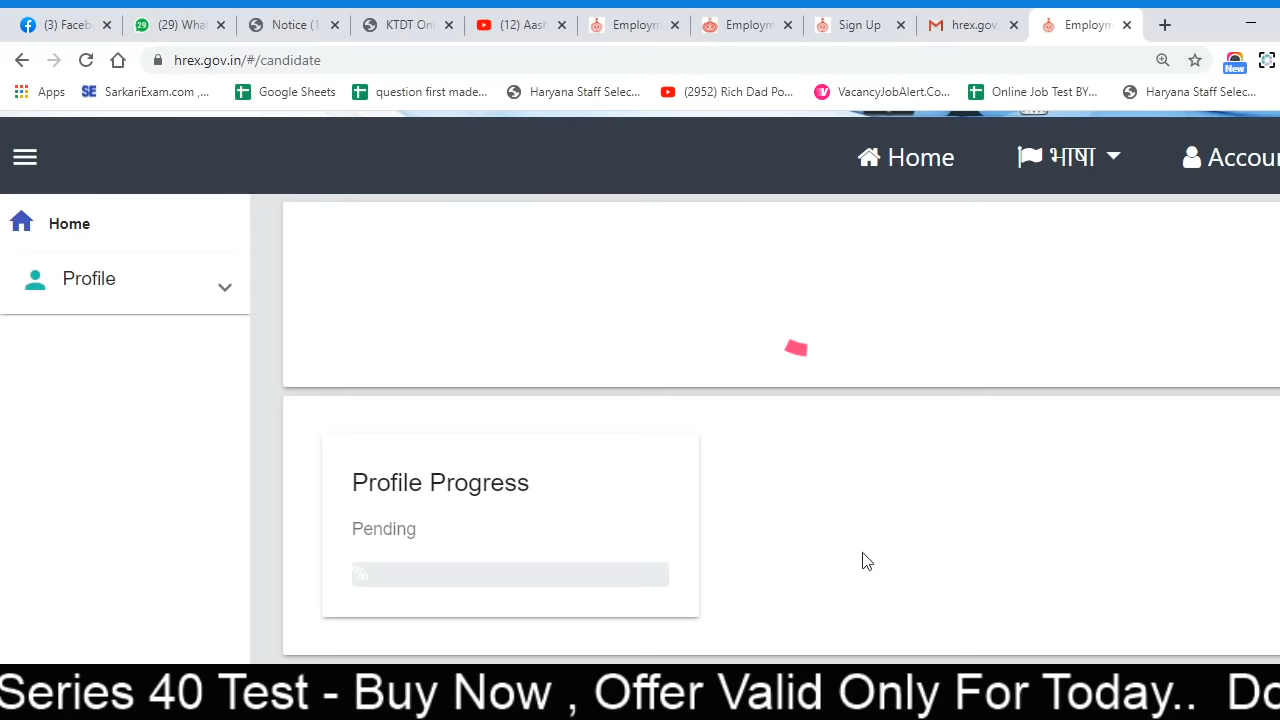 (3) Faceb
(29) Wha
Notice (1
KTDT Onl
(12) Aash
Employm
Employm
Sign Up
hrex.gov.
Employm
hrex.gov.in/#/candidate
New
Apps
SarkariExam.com ,...
Google Sheets
question first made...
Haryana Staff Selec...
(2952) Rich Dad Po...
VacancyJobAlert.Co...
Online Job Test BY...
Haryana Staff Selec...
Home
भाषा
Accoun
Home
Profile
Profile Progress
Pending
%
Series 40 Test - Buy Now , Offer Valid Only For Today.. Do